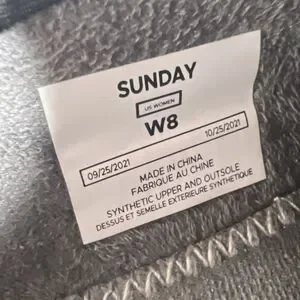 SUNDAY
US WOMEN
W8
09/25/2021 10/25/2021
MADE IN CHINA
FABRIQUE AU CHINE
SYNTHETIC UPPER AND OUTSOLE
DESSUS ET SEMELLE EXTERIEURE SYNTHETIQUE